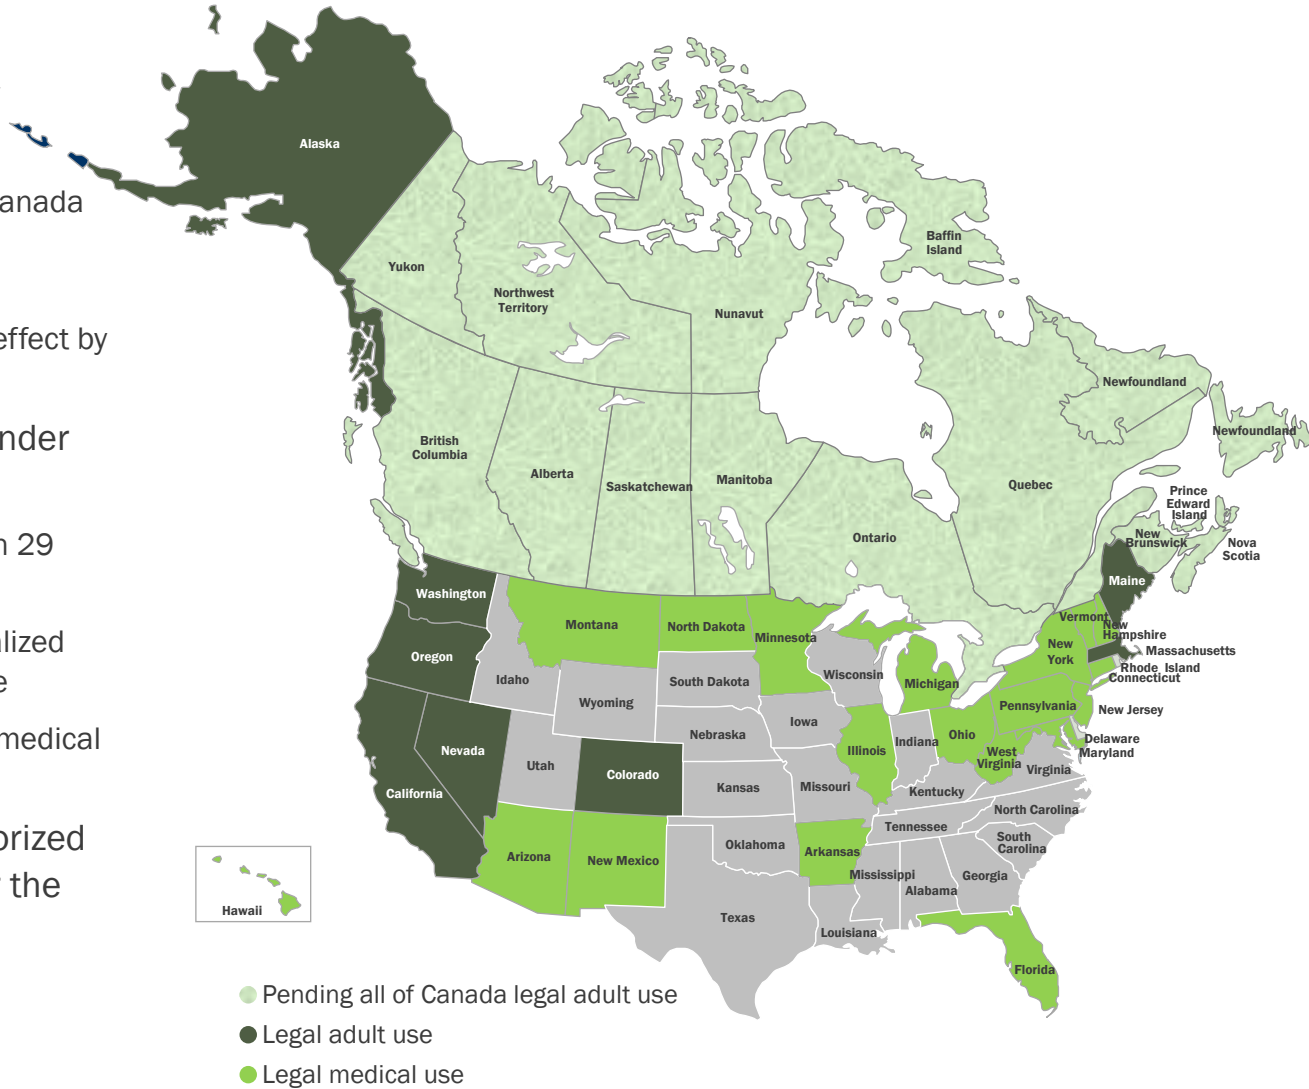 anada
effect by
nder
n 29
alized
e
medical
orized
r the
Alaska
Yukon
Northwest
Territory
Nunavut
Baffin
Island
British
Columbia
Alberta
Saskatchewan
Manitoba
Ontario
Quebec
Newfoundland
Newfoundland
Prince
Edward
Island
New
Brunswick
Nova
Scotia
Maine
Washington
Oregon
California
Nevada
Idaho
Montana
Wyoming
Utah
Colorado
Arizona
New Mexico
North Dakota
South Dakota
Nebraska
Kansas
Oklahoma
Texas
Minnesota
Iowa
Missouri
Arkansas
Louisiana
Wisconsin
Illinois
Michigan
Indiana
Ohio
Kentucky
Tennessee
Mississippi
Alabama
Georgia
Florida
South
Carolina
North Carolina
Virginia
West
Virginia
Pennsylvania
New
York
Vermont
New
Hampshire
Massachusetts
Rhode Island
Connecticut
New Jersey
Delaware
Maryland
Hawaii
Pending all of Canada legal adult use
Legal adult use
Legal medical use